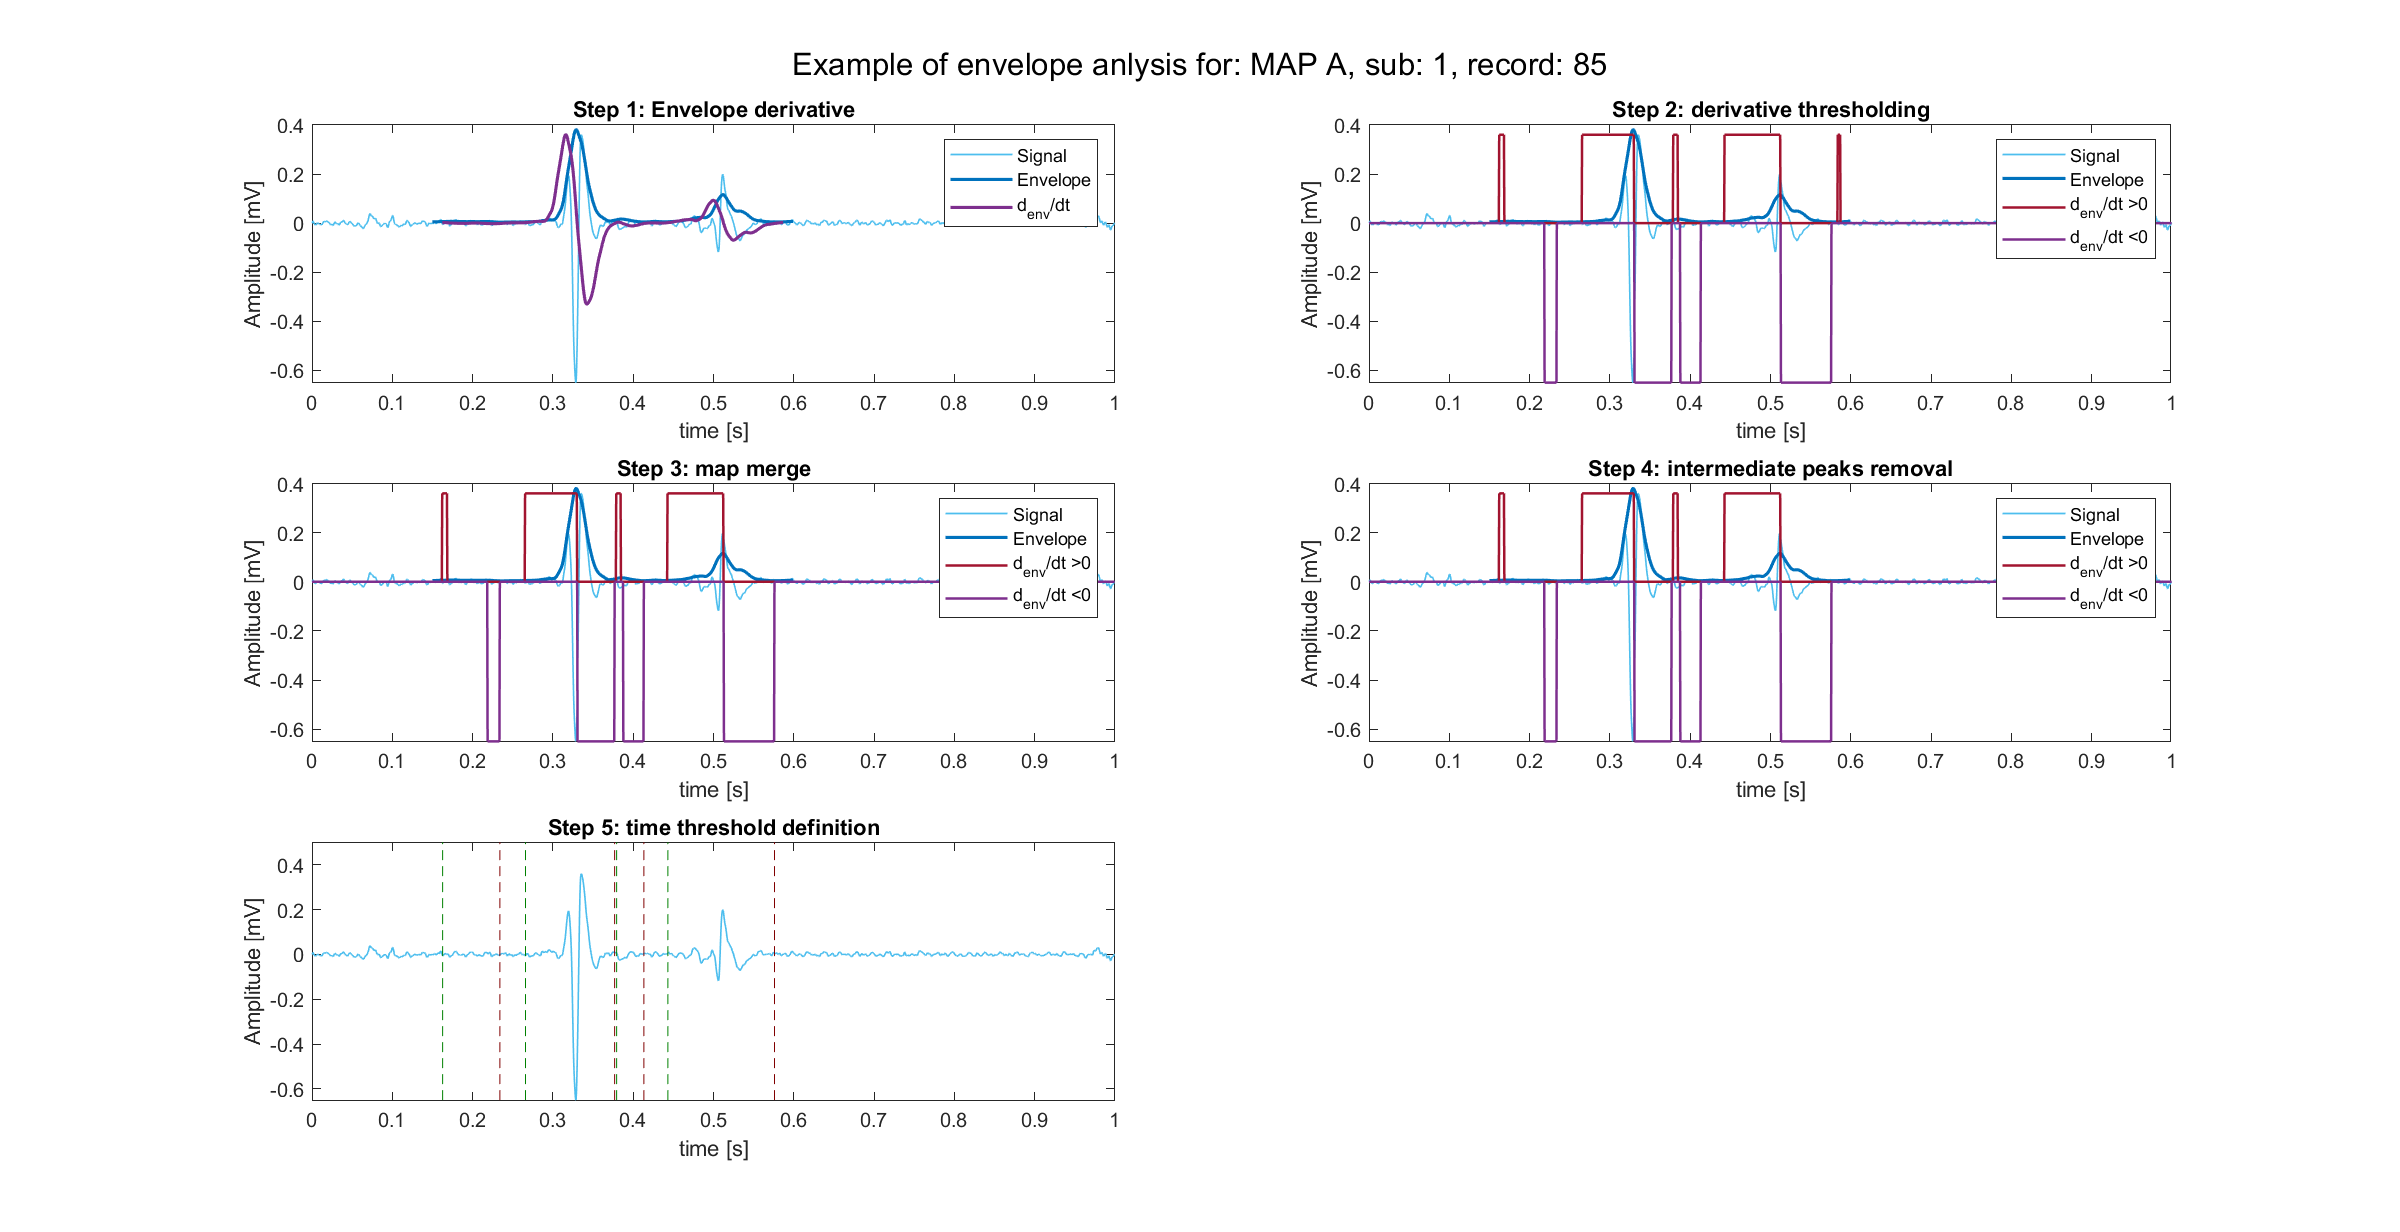 Example of envelope anlysis for: MAP A, sub: 1, record: 85
Step 1: Envelope derivative
0.4
0.2
0
-0.2
-0.4
-0.6
Amplitude [mV]
Signal
Envelope
d_env/dt
0 0.1 0.2 0.3 0.4 0.5 0.6 0.7 0.8 0.9 1
time [s]
Step 2: derivative thresholding
0.4
0.2
0
-0.2
-0.4
-0.6
Amplitude [mV]
Signal
Envelope
d_env/dt >0
d_env/dt <0
0 0.1 0.2 0.3 0.4 0.5 0.6 0.7 0.8 0.9 1
time [s]
Step 3: map merge
0.4
0.2
0
-0.2
-0.4
-0.6
Amplitude [mV]
Signal
Envelope
d_env/dt >0
d_env/dt <0
0 0.1 0.2 0.3 0.4 0.5 0.6 0.7 0.8 0.9 1
time [s]
Step 4: intermediate peaks removal
0.4
0.2
0
-0.2
-0.4
-0.6
Amplitude [mV]
Signal
Envelope
d_env/dt >0
d_env/dt <0
0 0.1 0.2 0.3 0.4 0.5 0.6 0.7 0.8 0.9 1
time [s]
Step 5: time threshold definition
0.4
0.2
0
-0.2
-0.4
-0.6
Amplitude [mV]
0 0.1 0.2 0.3 0.4 0.5 0.6 0.7 0.8 0.9 1
time [s]